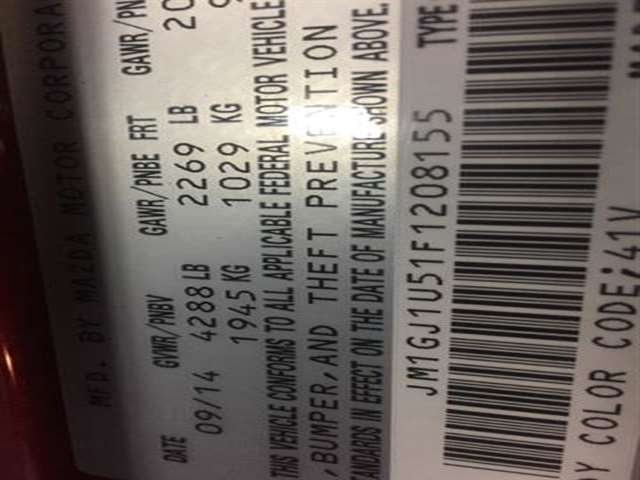 MFD. BY MAZDA MOTOR CORPORA
DATE GVWR/PNBV GAWR/PNBE FRT GAWR/PN
09/14 4288 LB 2269 LB 20
1945 KG 1029 KG
THIS VEHICLE CONFORMS TO ALL APPLICABLE FEDERAL MOTOR VEHICLE
,BUMPER,AND THEFT PREVENTION
TANDARDS IN EFFECT ON THE DATE OF MANUFACTURE SHOWN ABOVE.
JM1GJ1U51F1208155 TYPE
Y COLOR CODE:41V